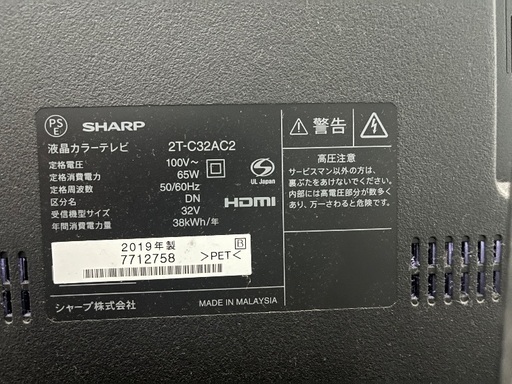 PSE SHARP
液晶カラーテレビ 2T-C32AC2
定格電圧 100V～
定格消費電力 65W
定格周波数 50/60Hz
区分名 DN
受信機型サイズ 32V
年間消費電力量 38kWh/年
UL Japan
HDMI
2019年製 B
7712758 >PET<
シャープ株式会社 MADE IN MALAYSIA
警告
高圧注意
サービスマン以外の方は、
裏ぶたをあけないでください。
内部には高電圧部分が数多く
あり、万一さわると危険です。